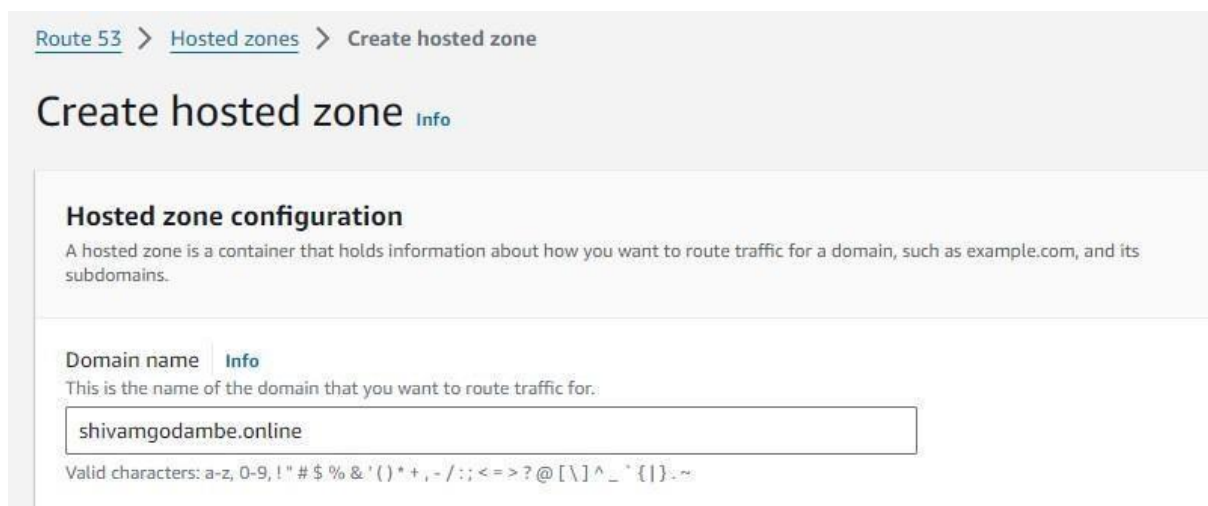 Route 53 > Hosted zones > Create hosted zone
Create hosted zone Info
Hosted zone configuration
A hosted zone is a container that holds information about how you want to route traffic for a domain, such as example.com, and its
subdomains.
Domain name Info
This is the name of the domain that you want to route traffic for.
shivamgodambe.online
Valid characters: a-z, 0-9, ! " # $ % & ' ( ) * + , - / : ; < = > ? @ [ \ ] ^ _ ` { | } . ~